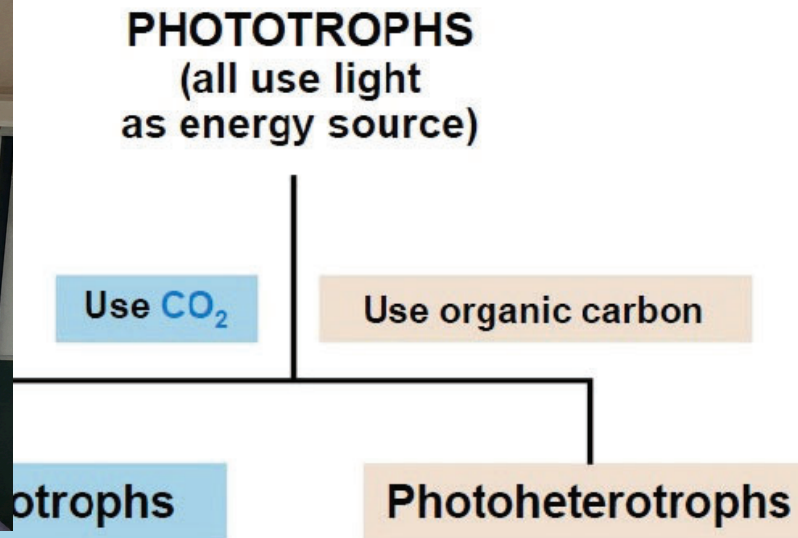 PHOTOTROPHS
(all use light
as energy source)
Use CO₂
Use organic carbon
otrophs
Photoheterotrophs